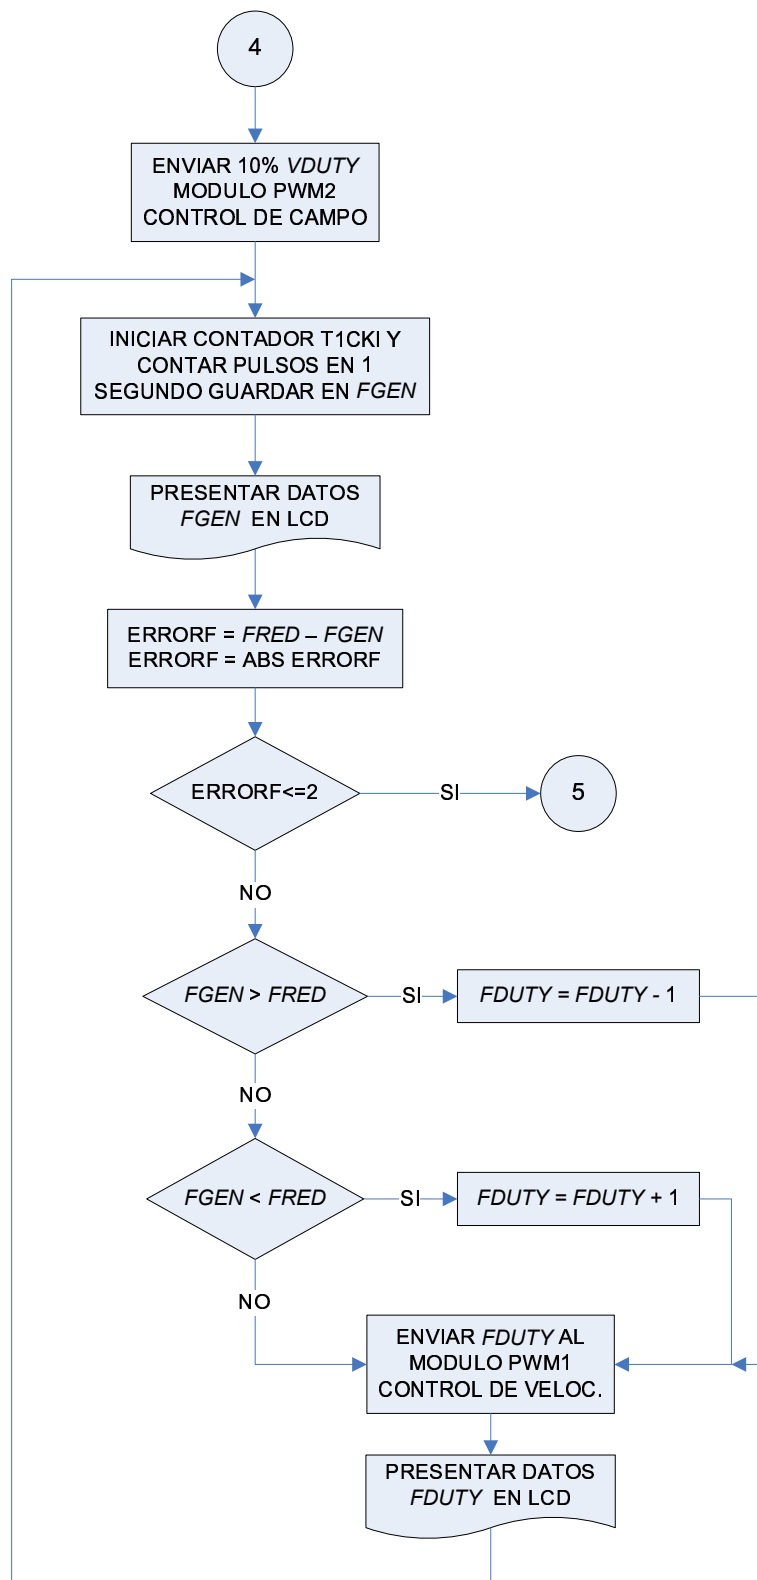 4
ENVIAR 10% VDUTY
MODULO PWM2
CONTROL DE CAMPO
INICIAR CONTADOR T1CKI Y
CONTAR PULSOS EN 1
SEGUNDO GUARDAR EN FGEN
PRESENTAR DATOS
FGEN EN LCD
ERRORF = FRED – FGEN
ERRORF = ABS ERRORF
ERRORF<=2
SI
5
NO
FGEN > FRED
SI
FDUTY = FDUTY - 1
NO
FGEN < FRED
SI
FDUTY = FDUTY + 1
NO
ENVIAR FDUTY AL
MODULO PWM1
CONTROL DE VELOC.
PRESENTAR DATOS
FDUTY EN LCD